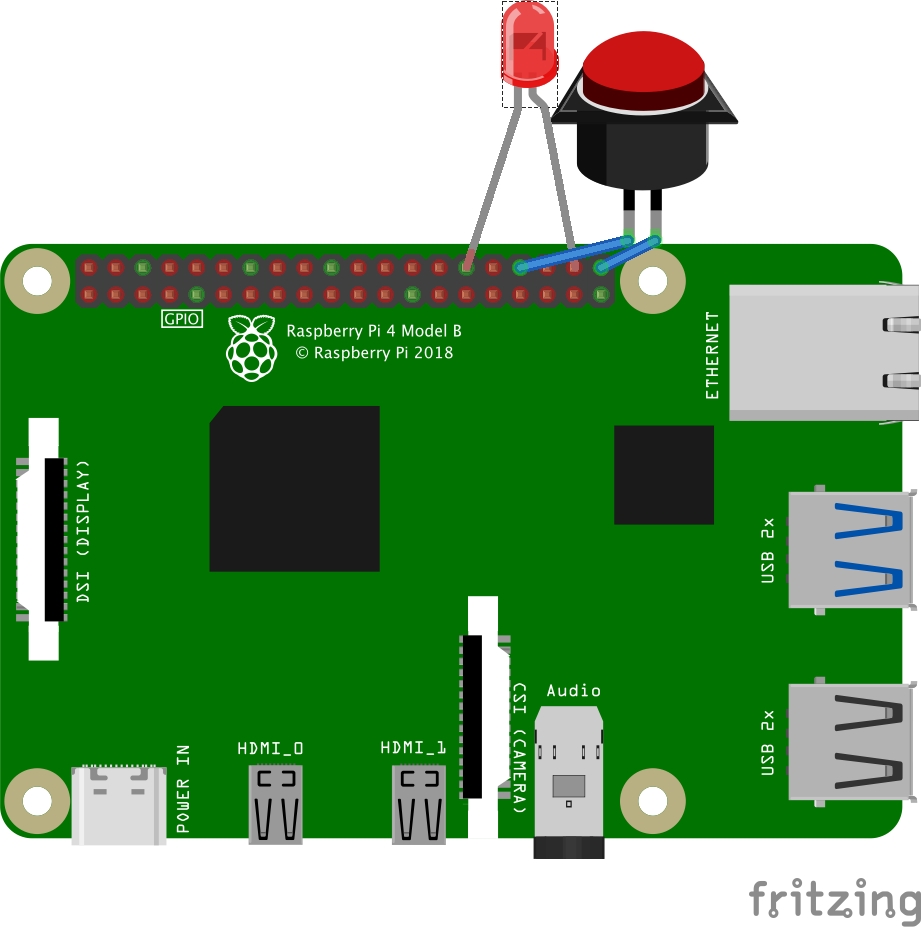 GPIO
Raspberry Pi 4 Model B
© Raspberry Pi 2018
ETHERNET
DSI (DISPLAY)
USB 2x
CSI (CAMERA)
Audio
USB 2x
POWER IN
HDMI_0
HDMI_1
fritzing